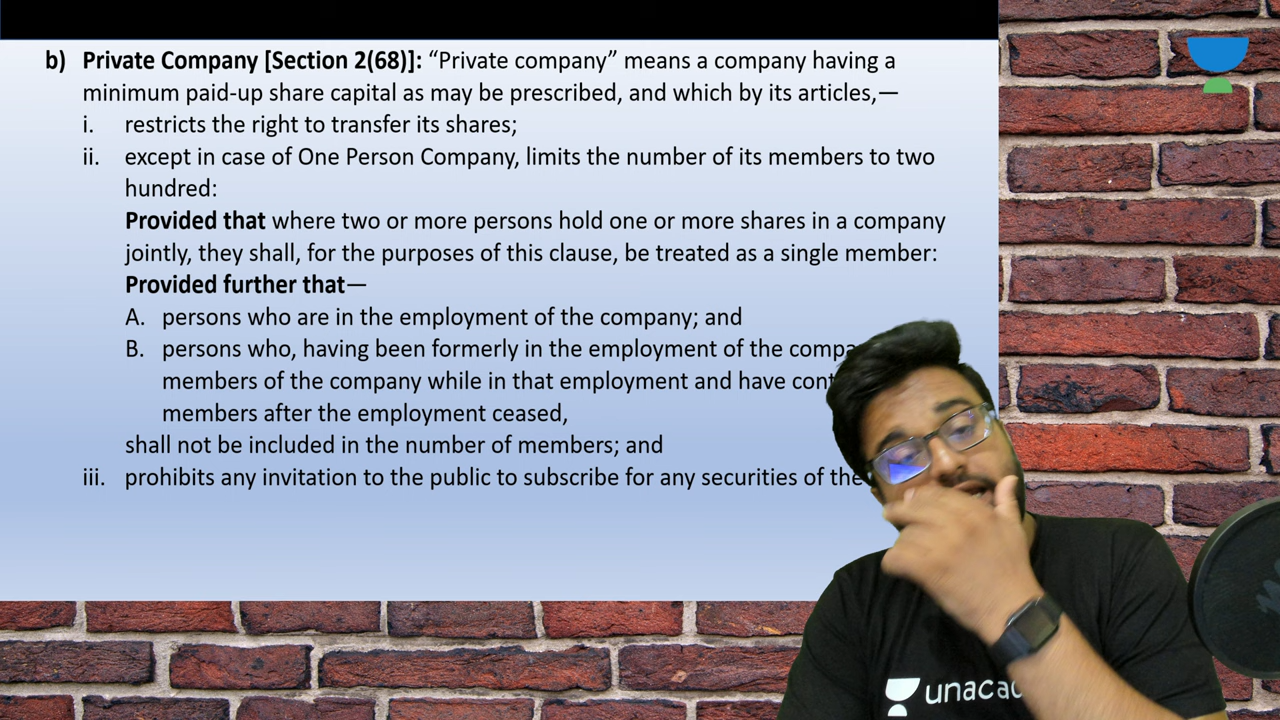 b) Private Company [Section 2(68)]: “Private company” means a company having a
minimum paid-up share capital as may be prescribed, and which by its articles,—
i. restricts the right to transfer its shares;
ii. except in case of One Person Company, limits the number of its members to two
hundred:
Provided that where two or more persons hold one or more shares in a company
jointly, they shall, for the purposes of this clause, be treated as a single member:
Provided further that—
A. persons who are in the employment of the company; and
B. persons who, having been formerly in the employment of the
members of the company while in that employment and have
members after the employment ceased,
shall not be included in the number of members; and
iii. prohibits any invitation to the public to subscribe for any securities of the